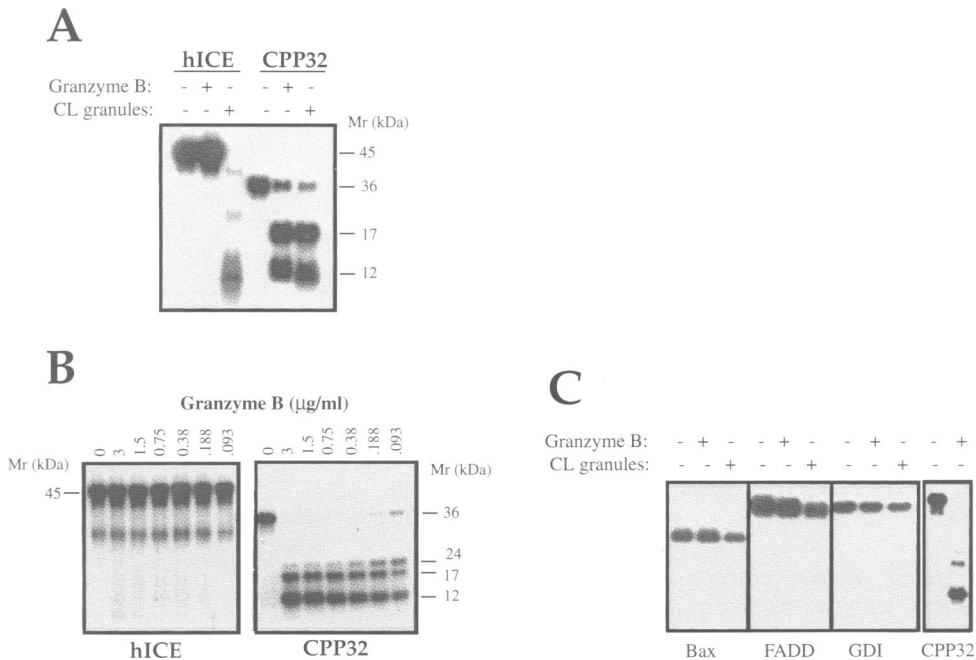 A
hICE CPP32
Granzyme B: - + - - + -
CL granules: - - + - - +
Mr (kDa)
45
36
17
12
B
Granzyme B (µg/ml)
Mr (kDa) 0 3 1.5 0.75 0.38 .188 .093 0 3 1.5 0.75 0.38 .188 .093 Mr (kDa)
45
36
24
17
12
hICE CPP32
C
Granzyme B: - + - - + - - + - - +
CL granules: - - + - - + - - + - -
Bax FADD GDI CPP32